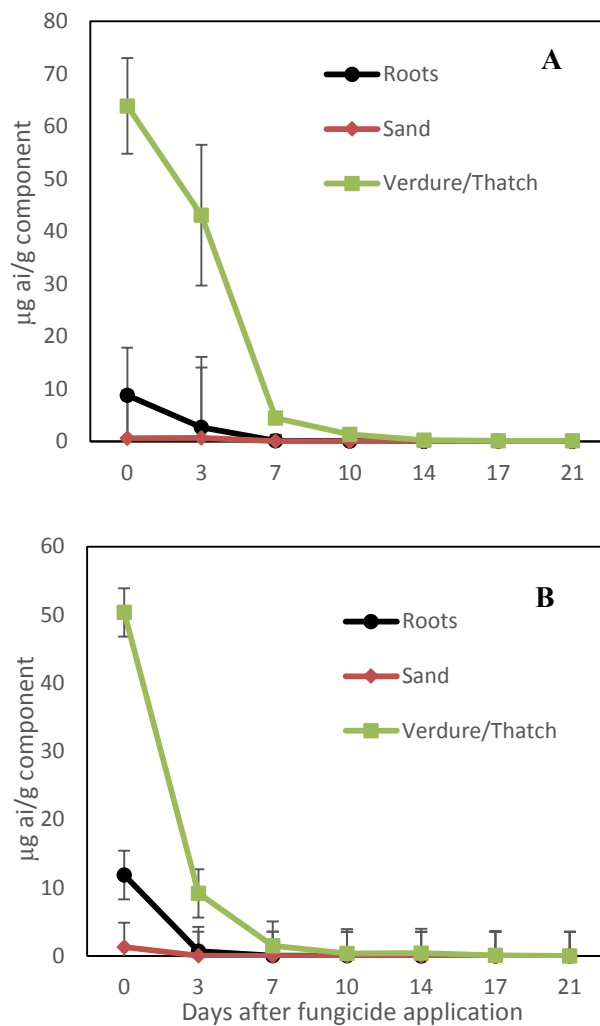 80
70
60
50
40
30
20
10
0
µg ai/g component
A
Roots
Sand
Verdure/Thatch
0 3 7 10 14 17 21
60
50
40
30
20
10
0
µg ai/g component
B
Roots
Sand
Verdure/Thatch
0 3 7 10 14 17 21
Days after fungicide application